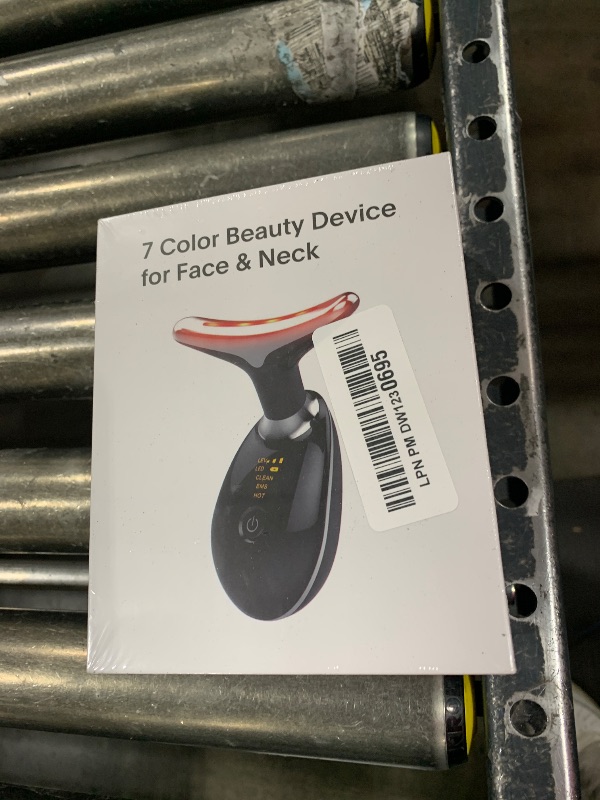 7 Color Beauty Device
for Face & Neck
LED
CLEAN
EMS
HOT
LPN PM DW1230695